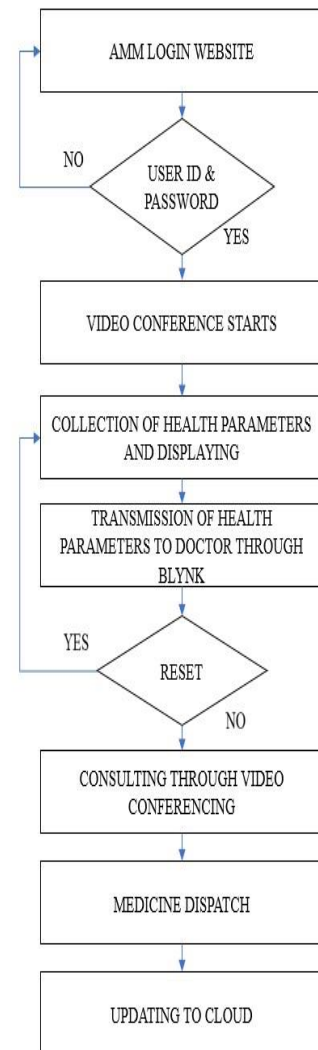 AMM LOGIN WEBSITE
NO
USER ID &
PASSWORD
YES
VIDEO CONFERENCE STARTS
COLLECTION OF HEALTH PARAMETERS
AND DISPLAYING
TRANSMISSION OF HEALTH
PARAMETERS TO DOCTOR THROUGH
BLYNK
YES
RESET
NO
CONSULTING THROUGH VIDEO
CONFERENCING
MEDICINE DISPATCH
UPDATING TO CLOUD